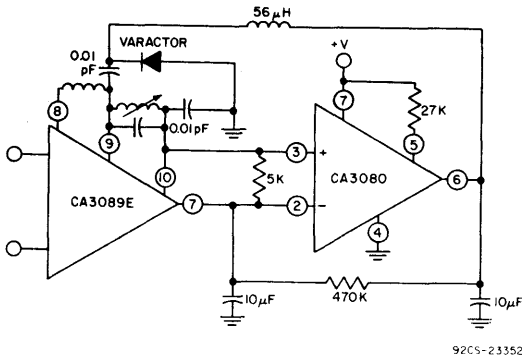 56μH
0.01
pF
VARACTOR
+V
8
7
27K
0.01pF
9
3
+
5
10
5K
CA3089E
7
2
−
CA3080
6
4
10μF
470K
10μF
92CS-23352